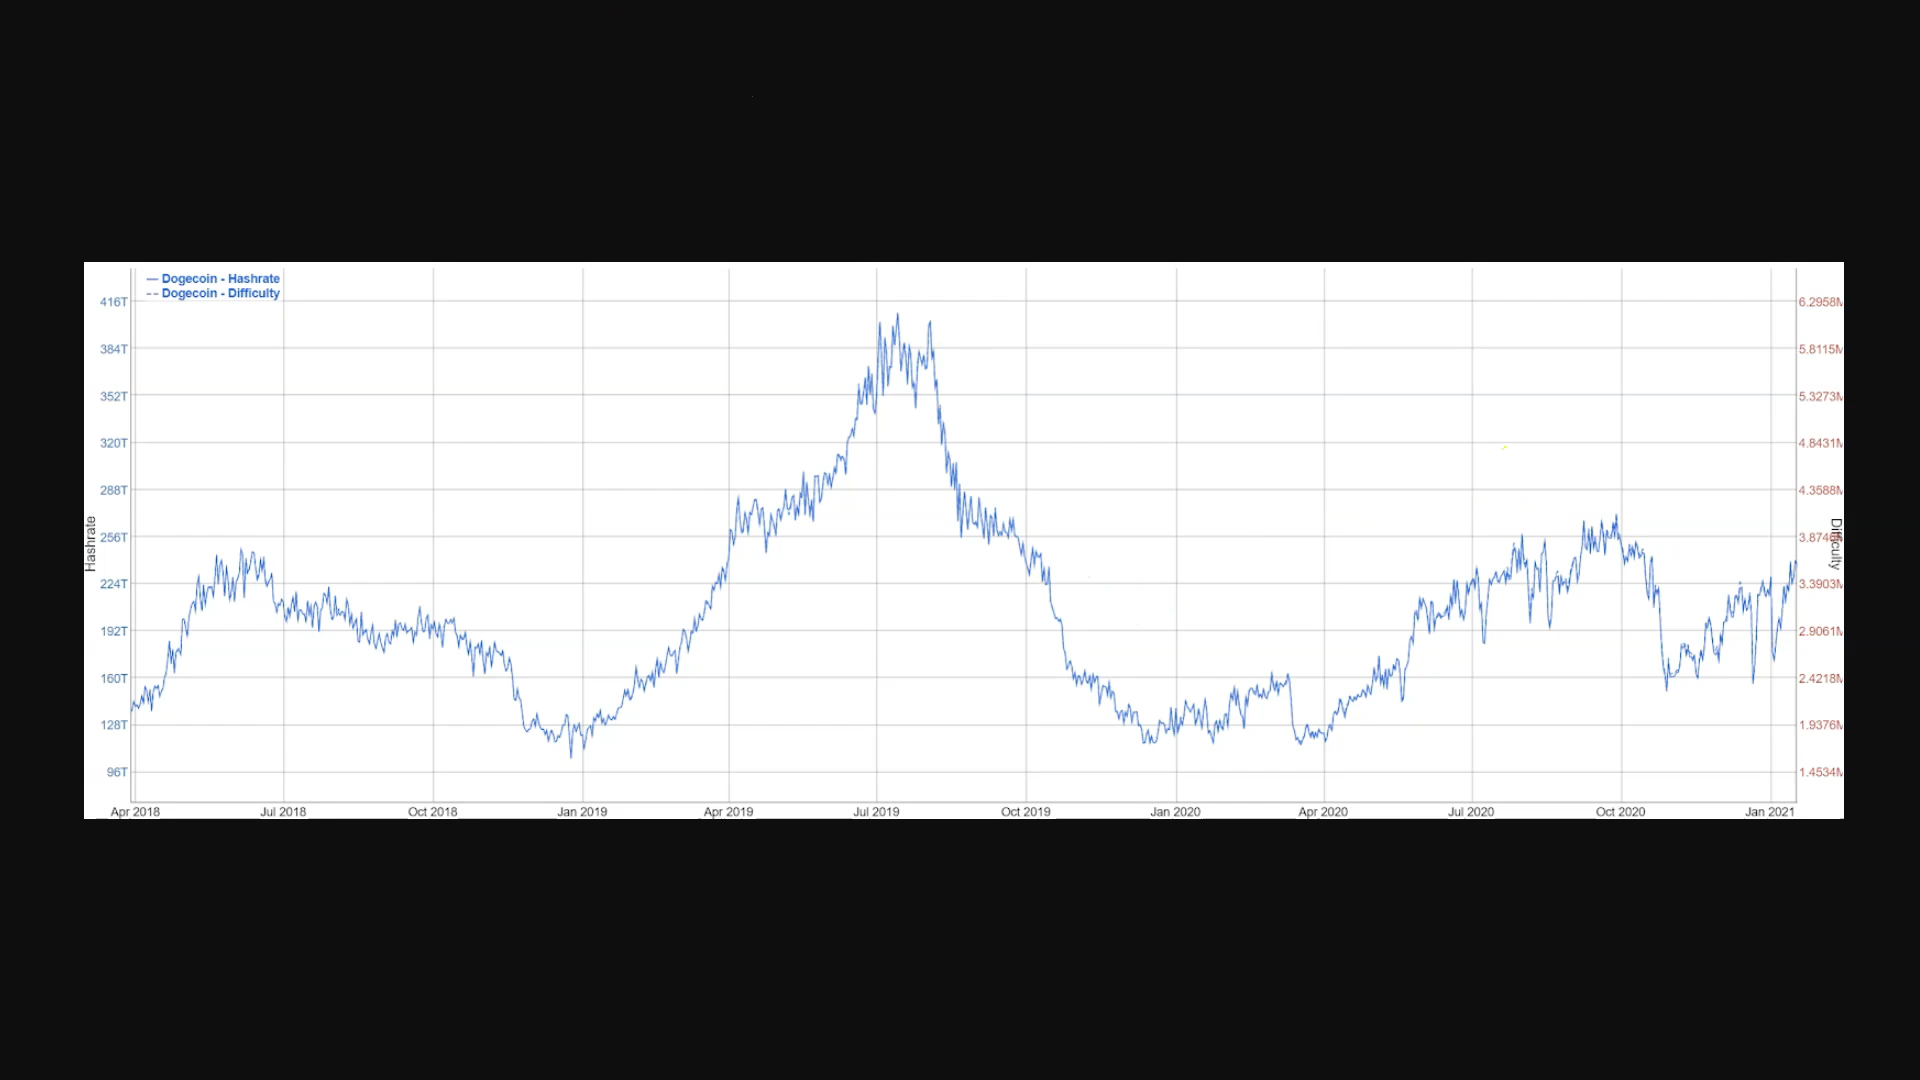 — Dogecoin - Hashrate
-- Dogecoin - Difficulty
416T
384T
352T
320T
288T
256T
224T
192T
160T
128T
96T
Hashrate
6.2958M
5.8115M
5.3273M
4.8431M
4.3588M
3.8746M
3.3903M
2.9061M
2.4218M
1.9376M
1.4534M
Difficulty
Apr 2018 Jul 2018 Oct 2018 Jan 2019 Apr 2019 Jul 2019 Oct 2019 Jan 2020 Apr 2020 Jul 2020 Oct 2020 Jan 2021